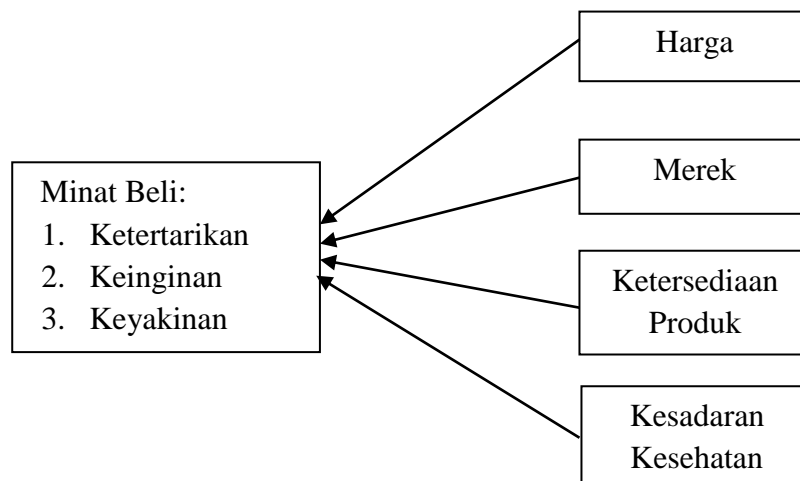 Harga
Merek
Minat Beli:
1. Ketertarikan
2. Keinginan
3. Keyakinan
Ketersediaan
Produk
Kesadaran
Kesehatan